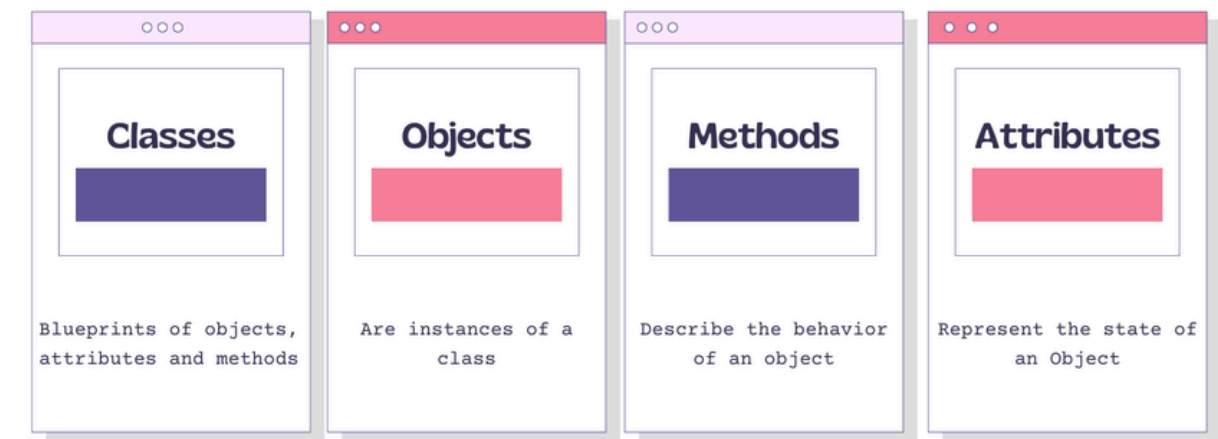 Classes
Blueprints of objects,
attributes and methods
Objects
Are instances of a
class
Methods
Describe the behavior
of an object
Attributes
Represent the state of
an Object